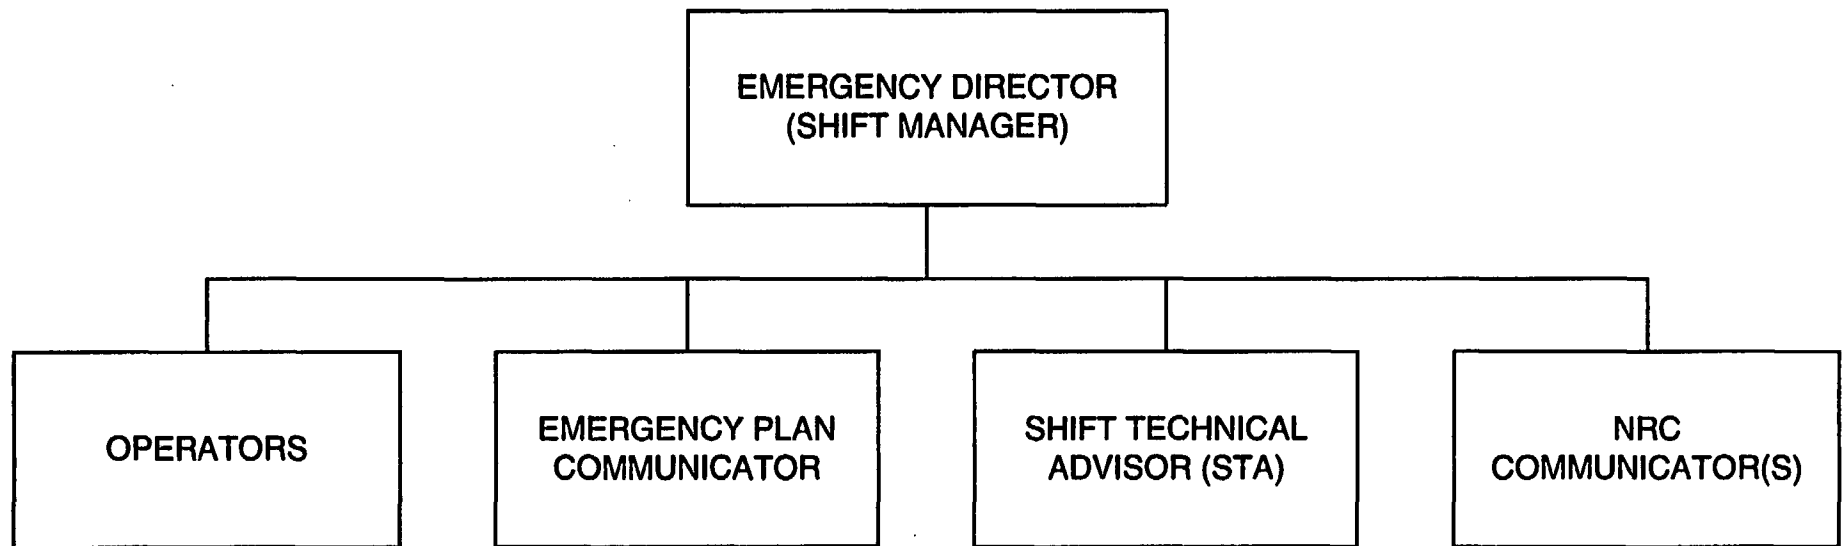 EMERGENCY DIRECTOR
(SHIFT MANAGER)
OPERATORS
EMERGENCY PLAN
COMMUNICATOR
SHIFT TECHNICAL
ADVISOR (STA)
NRC
COMMUNICATOR(S)